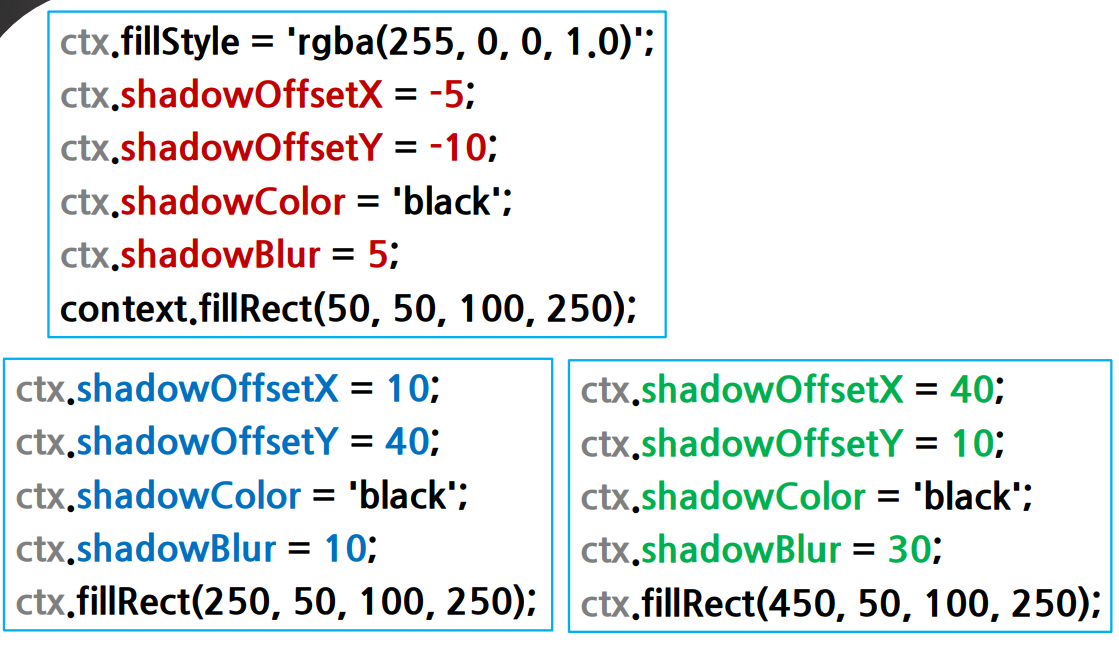 ctx.fillStyle = 'rgba(255, 0, 0, 1.0)';
ctx.shadowOffsetX = -5;
ctx.shadowOffsetY = -10;
ctx.shadowColor = 'black';
ctx.shadowBlur = 5;
context.fillRect(50, 50, 100, 250);
ctx.shadowOffsetX = 10;
ctx.shadowOffsetY = 40;
ctx.shadowColor = 'black';
ctx.shadowBlur = 10;
ctx.fillRect(250, 50, 100, 250);
ctx.shadowOffsetX = 40;
ctx.shadowOffsetY = 10;
ctx.shadowColor = 'black';
ctx.shadowBlur = 30;
ctx.fillRect(450, 50, 100, 250);